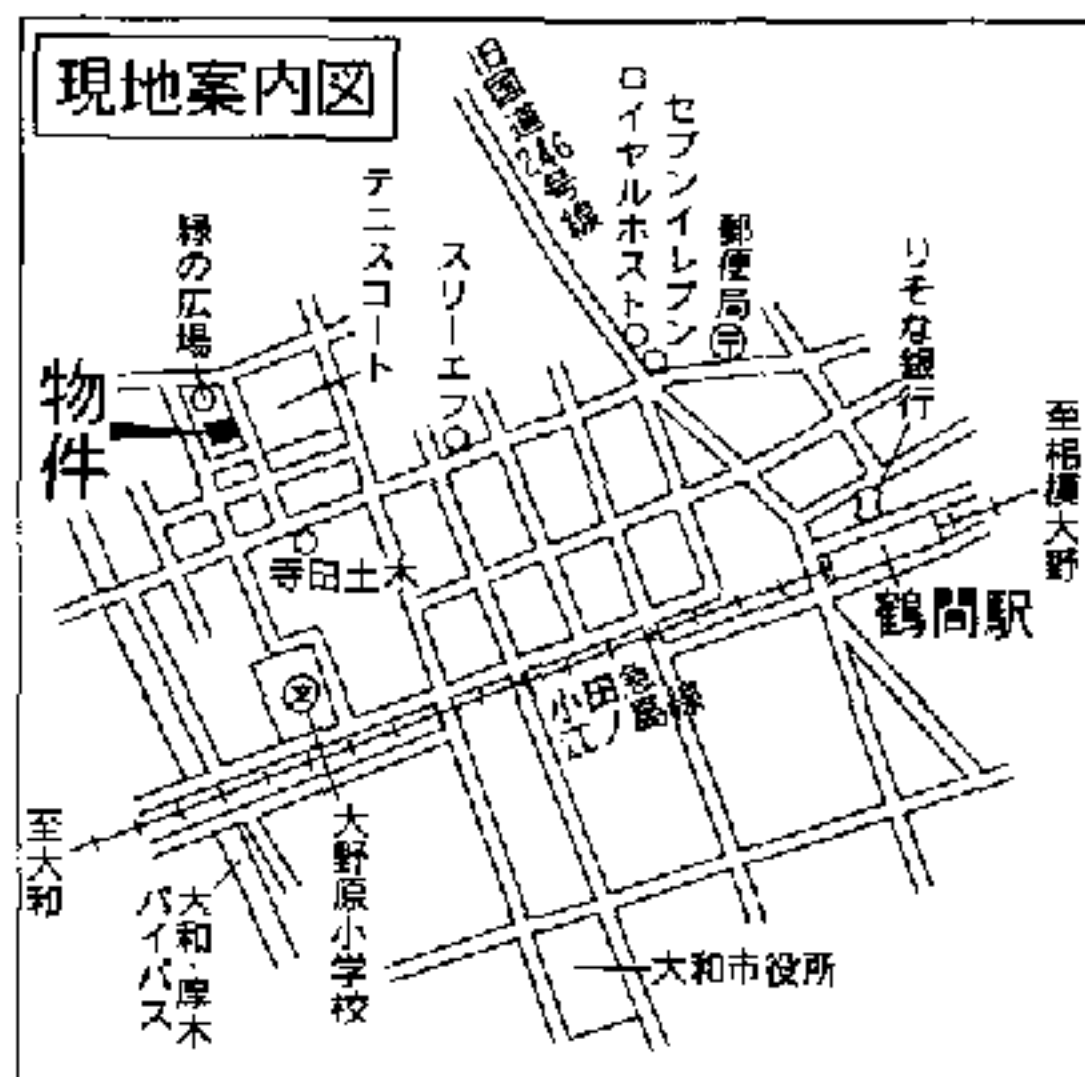 現地案内図
旧国道246号線
ロイヤルホスト
セブンイレブン
郵便局
りそな銀行
テニスコート
スリーエフ
緑の広場
物件
至相模大野
寺田土木
鶴間駅
小田急
江ノ島線
至大和
大和・厚木
バイパス
大野原小学校
大和市役所